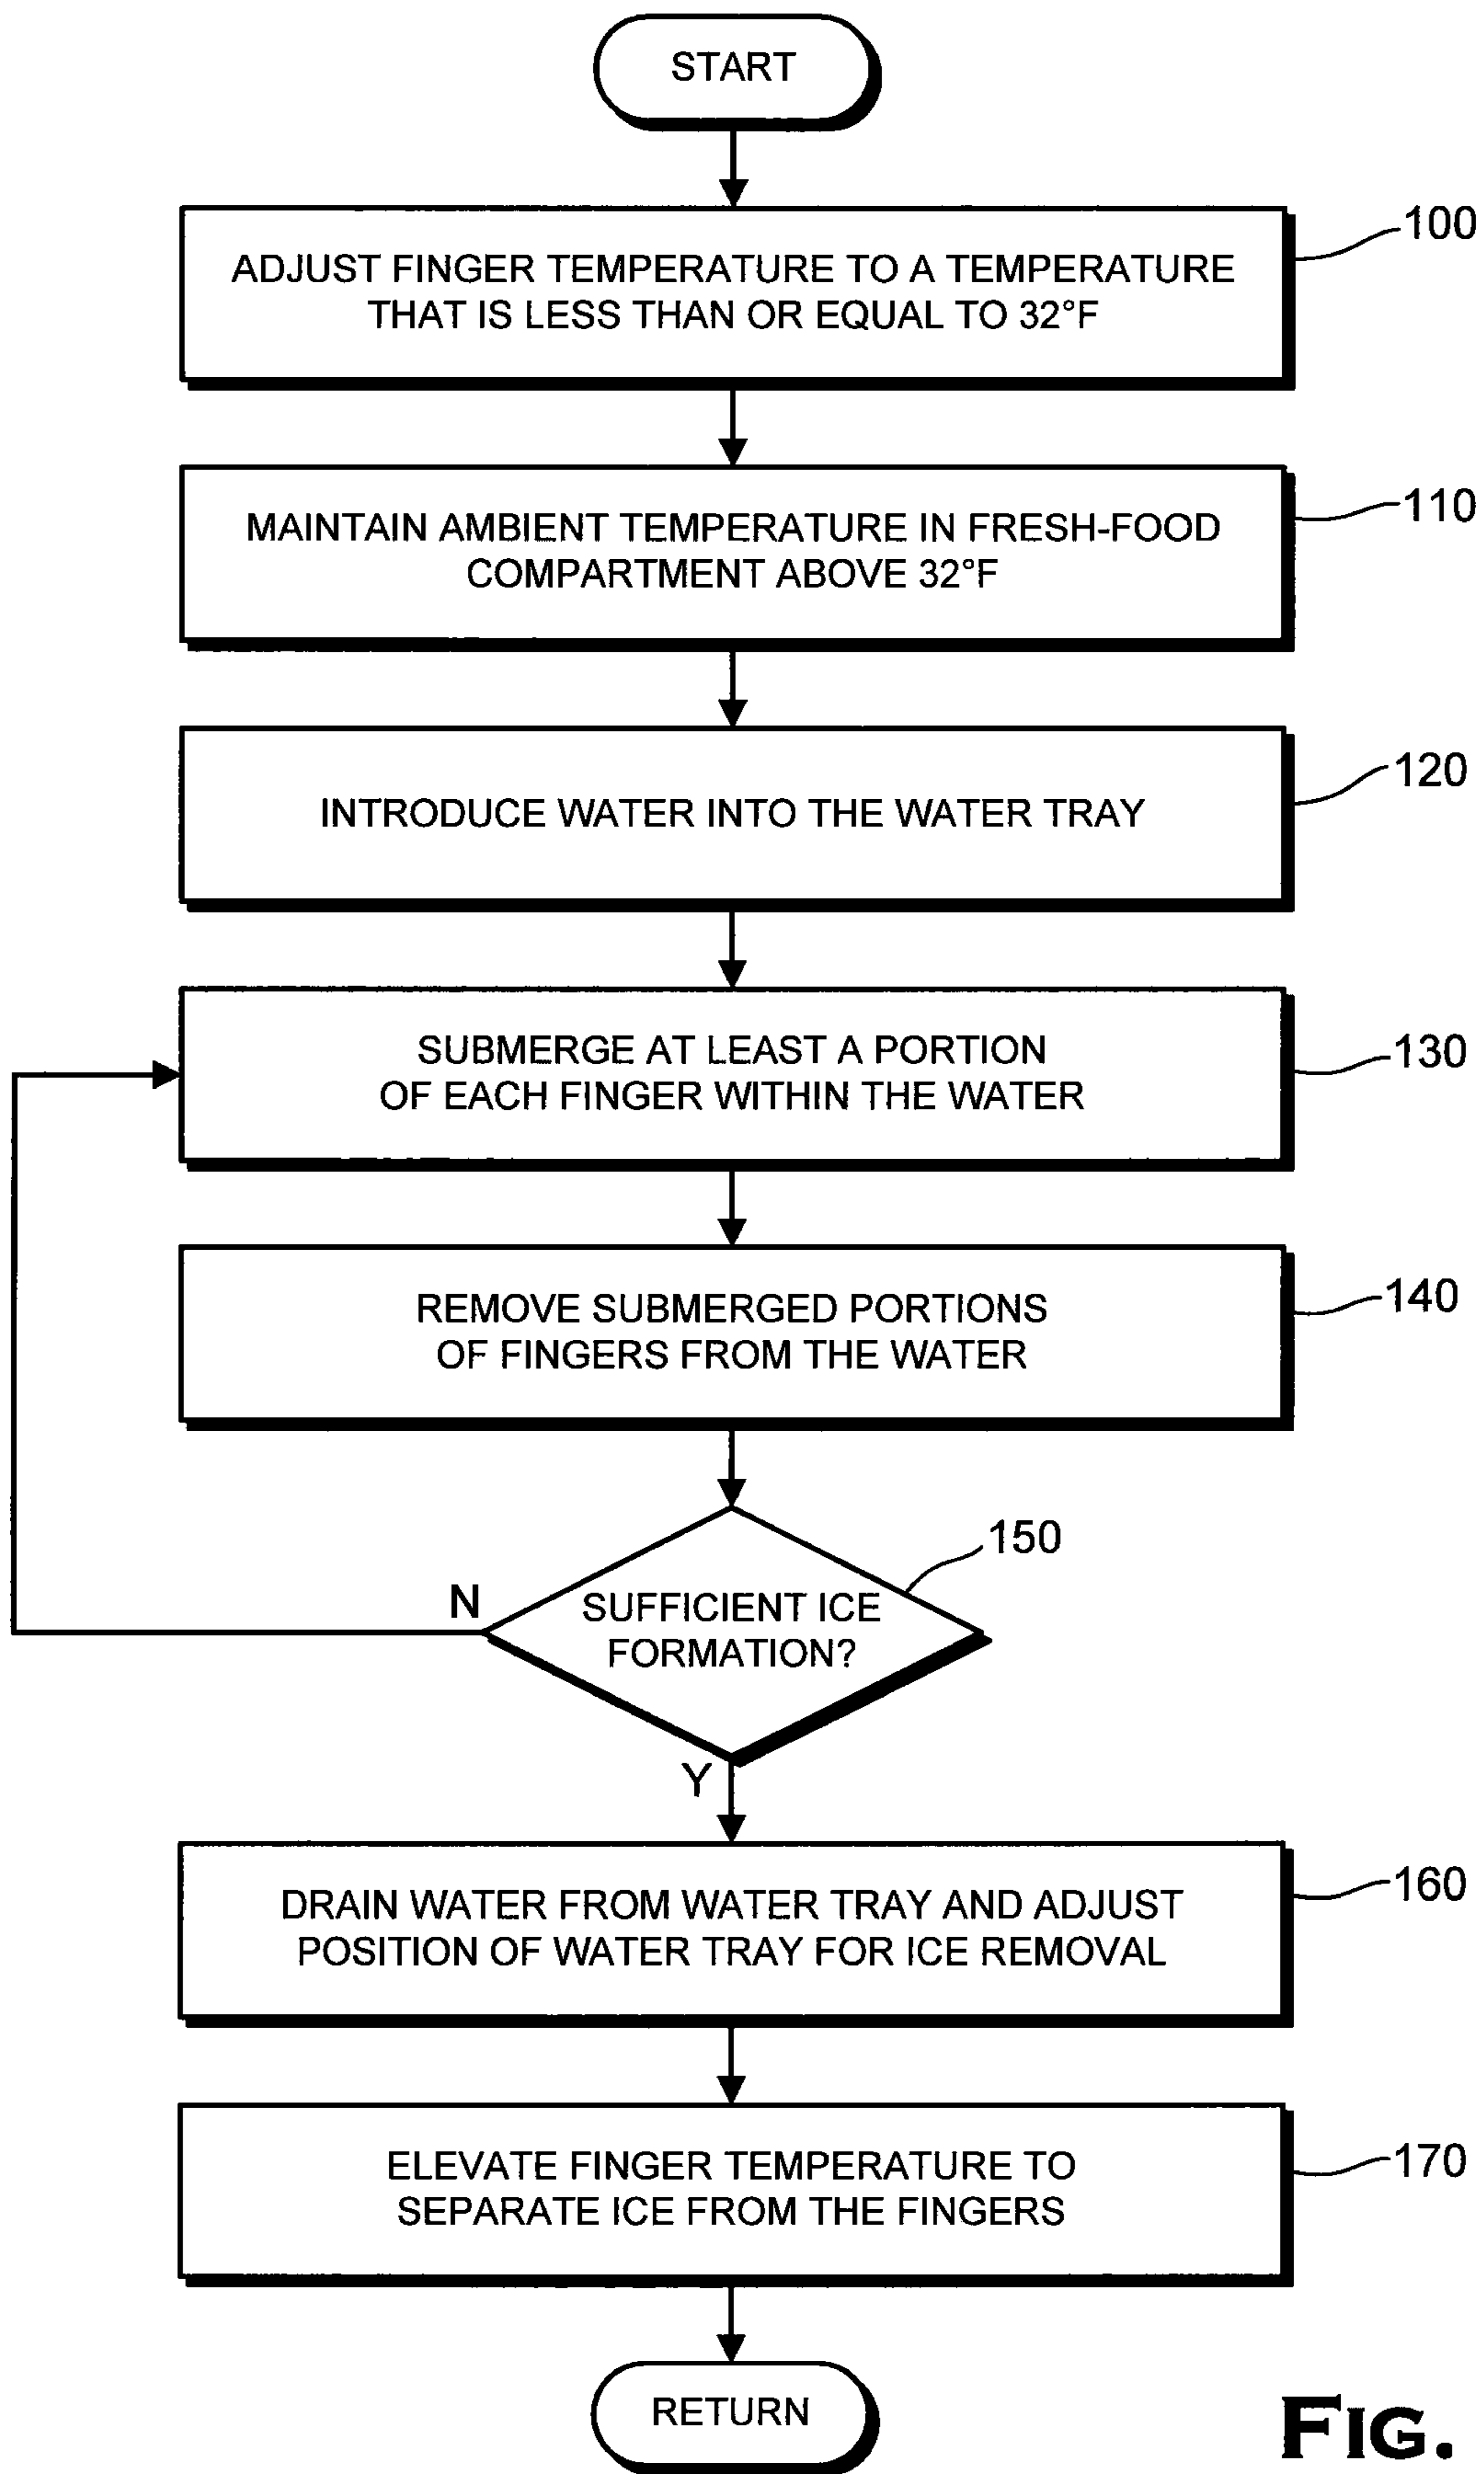 START
ADJUST FINGER TEMPERATURE TO A TEMPERATURE
THAT IS LESS THAN OR EQUAL TO 32°F
100
MAINTAIN AMBIENT TEMPERATURE IN FRESH-FOOD
COMPARTMENT ABOVE 32°F
110
INTRODUCE WATER INTO THE WATER TRAY
120
SUBMERGE AT LEAST A PORTION
OF EACH FINGER WITHIN THE WATER
130
REMOVE SUBMERGED PORTIONS
OF FINGERS FROM THE WATER
140
150
N
SUFFICIENT ICE
FORMATION?
Y
DRAIN WATER FROM WATER TRAY AND ADJUST
POSITION OF WATER TRAY FOR ICE REMOVAL
160
ELEVATE FINGER TEMPERATURE TO
SEPARATE ICE FROM THE FINGERS
170
RETURN
FIG.